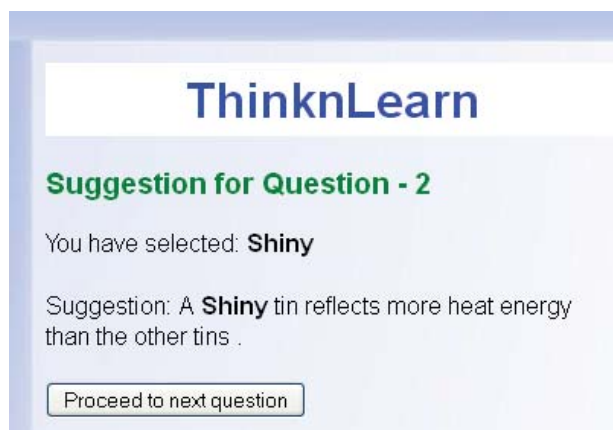 ThinknLearn
Suggestion for Question - 2
You have selected: Shiny
Suggestion: A Shiny tin reflects more heat energy
than the other tins .
Proceed to next question